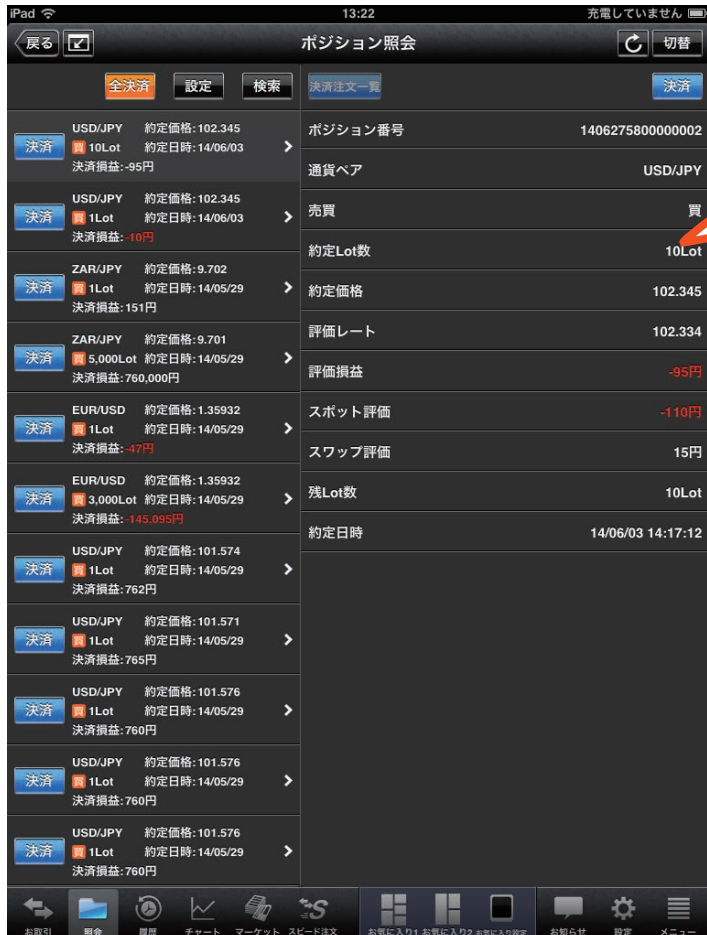 iPad 13:22 充電していません
戻る ポジション照会 切替
全決済 設定 検索
決済注文一覧 決済
決済
USD/JPY 約定価格:102.345
買 10Lot 約定日時:14/06/03
決済損益:-95円
決済
USD/JPY 約定価格:102.345
買 1Lot 約定日時:14/06/03
決済損益:-10円
決済
ZAR/JPY 約定価格:9.702
買 1Lot 約定日時:14/05/29
決済損益:151円
決済
ZAR/JPY 約定価格:9.701
買 5,000Lot 約定日時:14/05/29
決済損益:760,000円
決済
EUR/USD 約定価格:1.35932
買 1Lot 約定日時:14/05/29
決済損益:-47円
決済
EUR/USD 約定価格:1.35932
買 3,000Lot 約定日時:14/05/29
決済損益:-145,095円
決済
USD/JPY 約定価格:101.574
買 1Lot 約定日時:14/05/29
決済損益:762円
決済
USD/JPY 約定価格:101.571
買 1Lot 約定日時:14/05/29
決済損益:765円
決済
USD/JPY 約定価格:101.576
買 1Lot 約定日時:14/05/29
決済損益:760円
決済
USD/JPY 約定価格:101.576
買 1Lot 約定日時:14/05/29
決済損益:760円
決済
USD/JPY 約定価格:101.576
買 1Lot 約定日時:14/05/29
決済損益:760円
ポジション番号 1406275800000002
通貨ペア USD/JPY
売買 買
約定Lot数 10Lot
約定価格 102.345
評価レート 102.334
評価損益 -95円
スポット評価 -110円
スワップ評価 15円
残Lot数 10Lot
約定日時 14/06/03 14:17:12
お取引 照会 履歴 チャート マーケット スピード注文 お気に入り1 お気に入り2 お気に入り設定 お知らせ 設定 メニュー